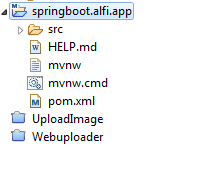 springboot.alfi.app
src
HELP.md
mvnw
mvnw.cmd
pom.xml
UploadImage
Webuploader